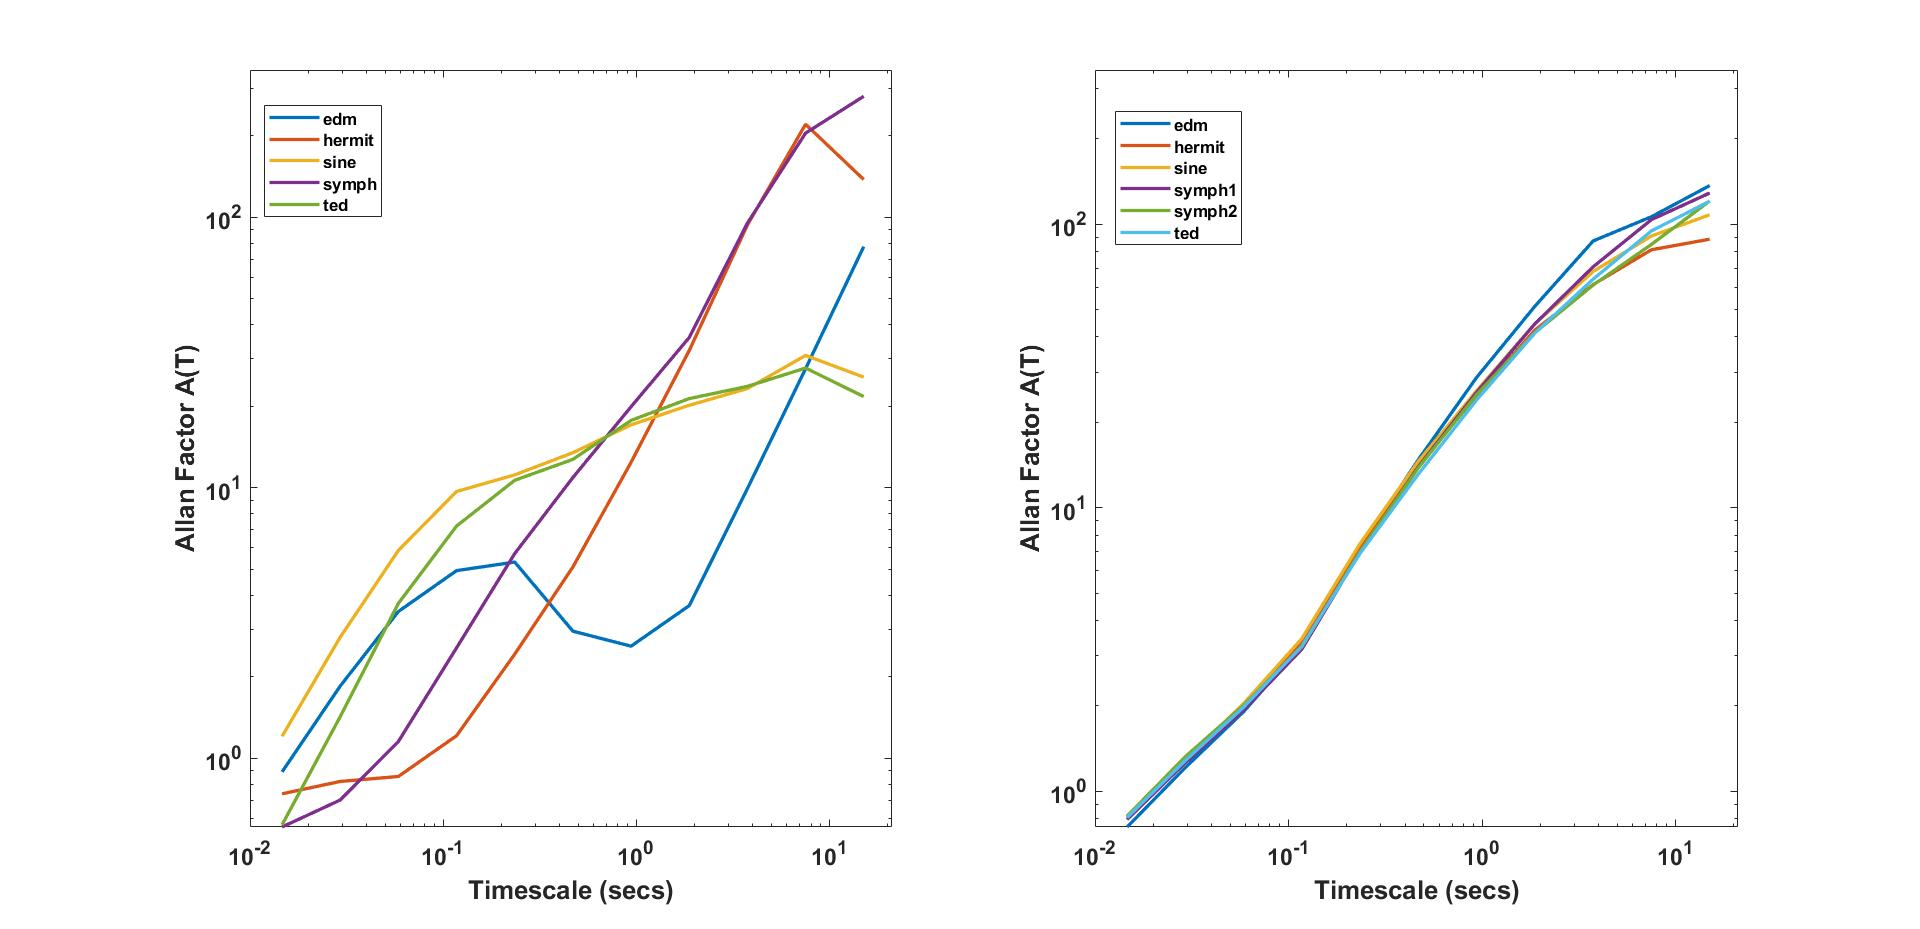 edm
hermit
sine
symph
ted
10^2
10^1
10^0
Allan Factor A(T)
10^-2 10^-1 10^0 10^1
Timescale (secs)
edm
hermit
sine
symph1
symph2
ted
10^2
10^1
10^0
Allan Factor A(T)
10^-2 10^-1 10^0 10^1
Timescale (secs)